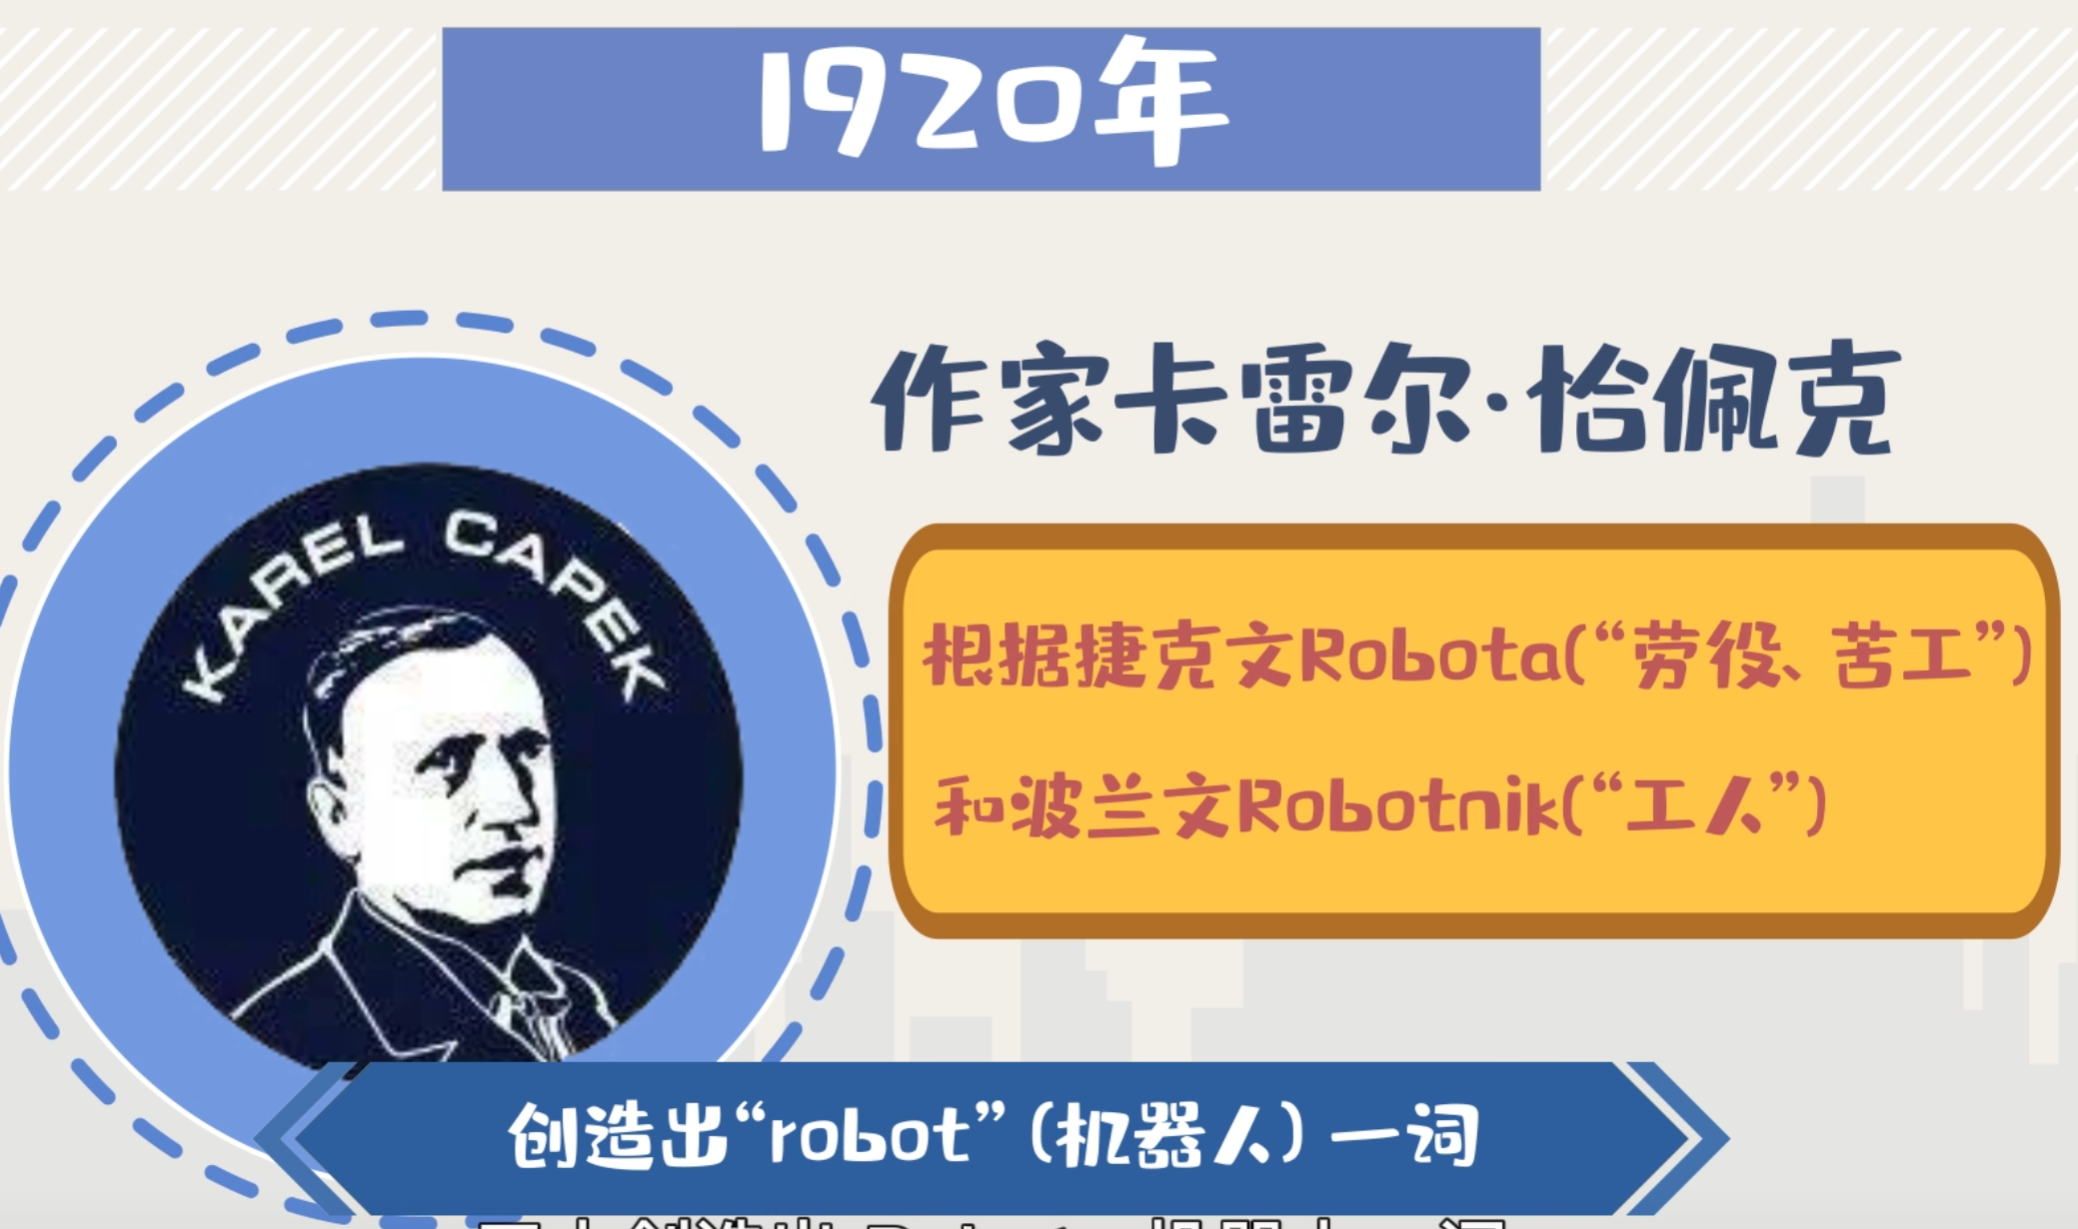 1920年
作家卡雷尔·恰佩克
KAREL CAPEK
根据捷克文Robota(“劳役、苦工”)
和波兰文Robotnik(“工人”)
创造出“robot”(机器人)一词